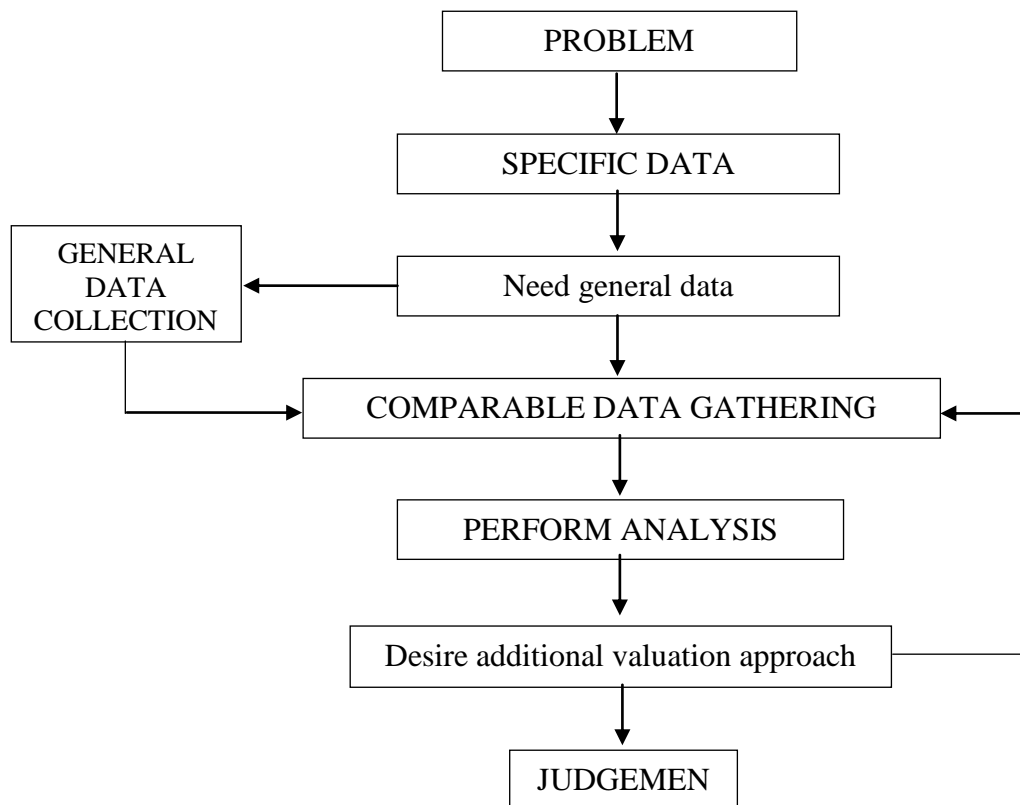 PROBLEM
SPECIFIC DATA
GENERAL
DATA
COLLECTION
Need general data
COMPARABLE DATA GATHERING
PERFORM ANALYSIS
Desire additional valuation approach
JUDGEMEN